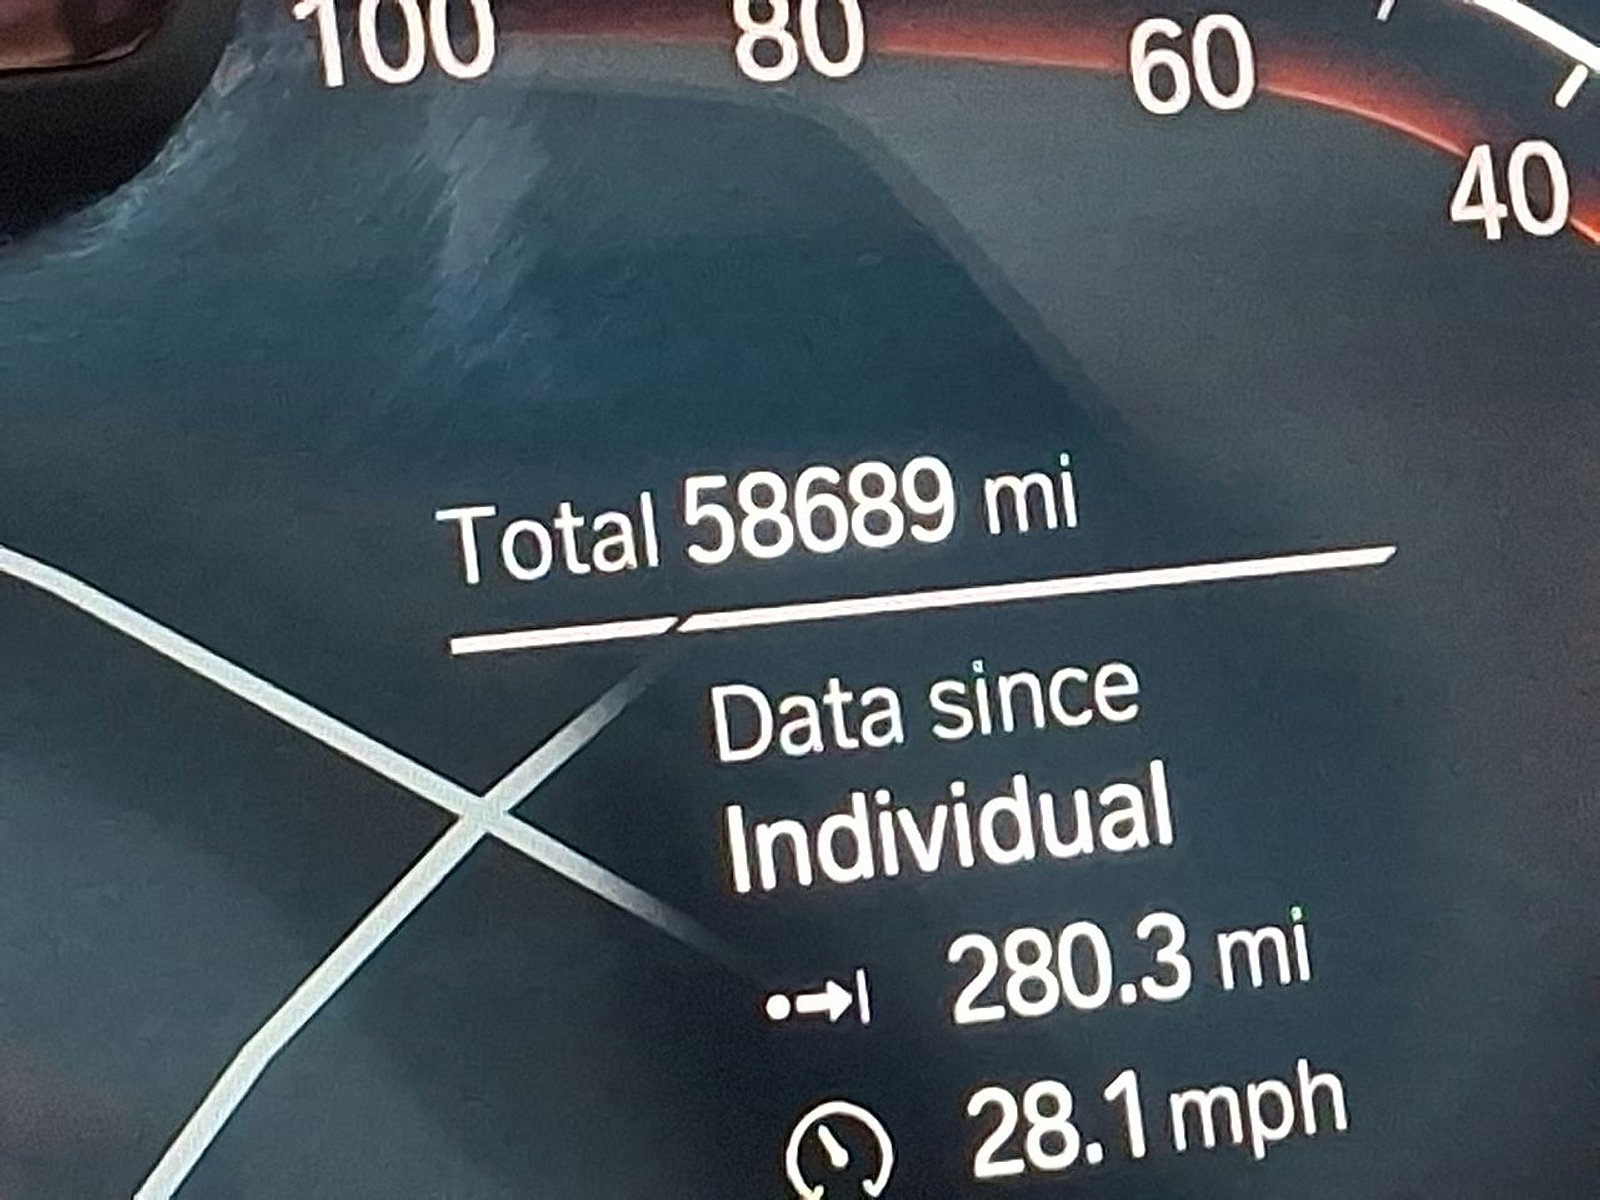 100 80 60
40
Total 58689 mi
Data since
Individual
280.3 mi
28.1 mph